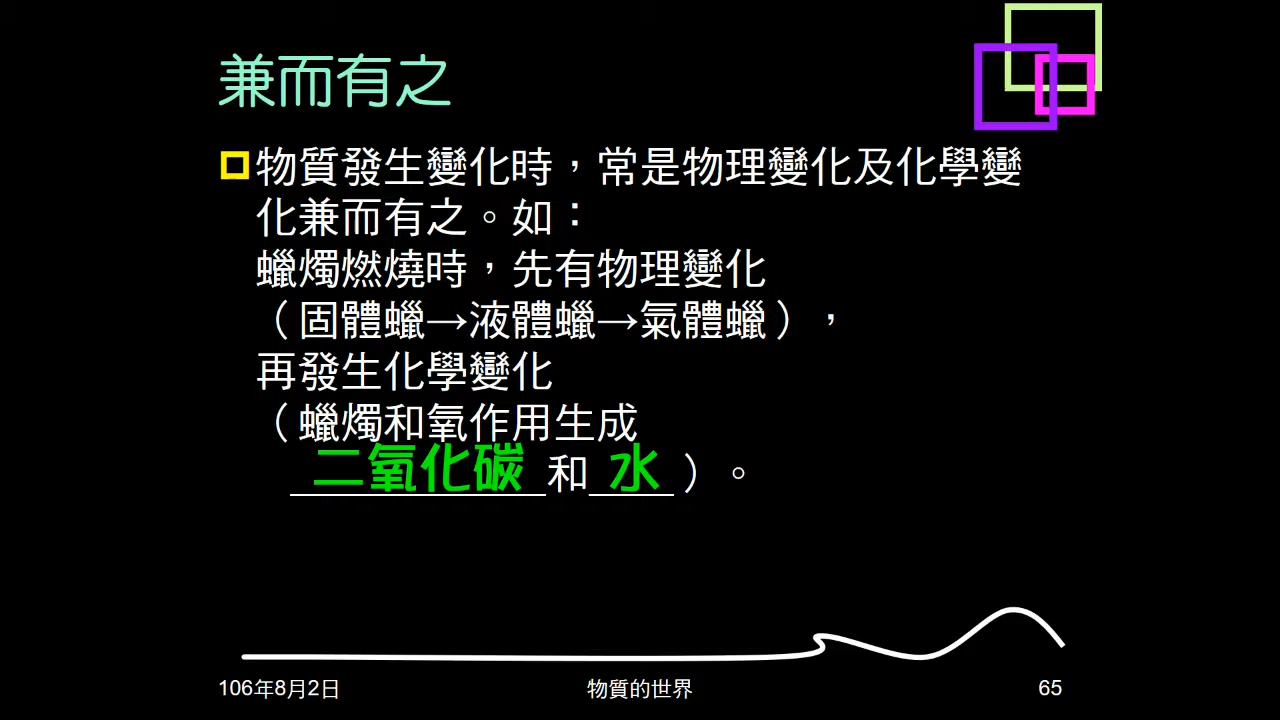 兼而有之
物質發生變化時，常是物理變化及化學變
化兼而有之。如：
蠟燭燃燒時，先有物理變化
（固體蠟→液體蠟→氣體蠟），
再發生化學變化
（蠟燭和氧作用生成
二氧化碳和水）。
106年8月2日
物質的世界
65